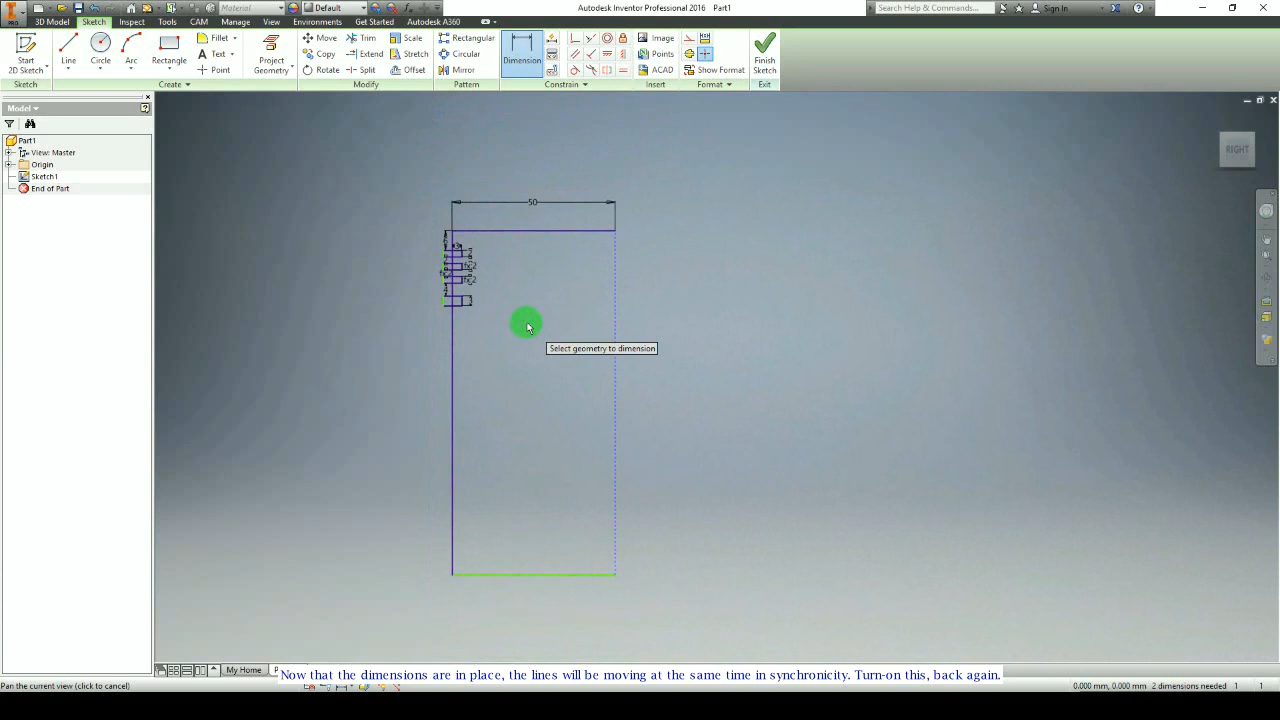 PRO
Material
Default
Autodesk Inventor Professional 2016 Part1
Search Help & Commands...
Sign In
3D Model Sketch Inspect Tools CAM Manage View Environments Get Started Autodesk A360
Start
2D Sketch
Line Circle Arc Rectangle
Fillet
Text
Point
Project
Geometry
Move Trim Scale
Copy Extend Stretch
Rotate Split Offset
Rectangular
Circular
Mirror
Dimension
Image
Points
ACAD
Show Format
Finish
Sketch
Sketch Create Modify Pattern Constrain Insert Format Exit
Model
Part1
View: Master
Origin
Sketch1
End of Part
RIGHT
50
Select geometry to dimension
My Home
Now that the dimensions are in place, the lines will be moving at the same time in synchronicity. Turn-on this, back again.
Pan the current view (click to cancel)
0.000 mm, 0.000 mm 2 dimensions needed 1 1